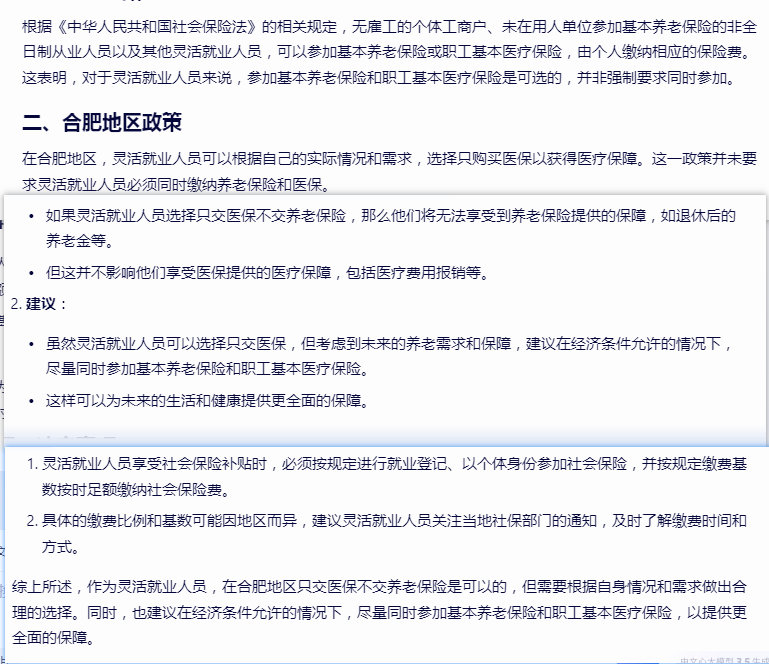 根据《中华人民共和国社会保险法》的相关规定，无雇工的个体工商户、未在用人单位参加基本养老保险的非全
日制从业人员以及其他灵活就业人员，可以参加基本养老保险或职工基本医疗保险，由个人缴纳相应的保险费。
这表明，对于灵活就业人员来说，参加基本养老保险和职工基本医疗保险是可选的，并非强制要求同时参加。
二、合肥地区政策
在合肥地区，灵活就业人员可以根据自己的实际情况和需求，选择只购买医保以获得医疗保障。这一政策并未要
求灵活就业人员必须同时缴纳养老保险和医保。
• 如果灵活就业人员选择只交医保不交养老保险，那么他们将无法享受到养老保险提供的保障，如退休后的
养老金等。
• 但这并不影响他们享受医保提供的医疗保障，包括医疗费用报销等。
2. 建议：
• 虽然灵活就业人员可以选择只交医保，但考虑到未来的养老需求和保障，建议在经济条件允许的情况下，
尽量同时参加基本养老保险和职工基本医疗保险。
• 这样可以为未来的生活和健康提供更全面的保障。
1. 灵活就业人员享受社会保险补贴时，必须按规定进行就业登记、以个体身份参加社会保险，并按规定缴费基
数按时足额缴纳社会保险费。
2. 具体的缴费比例和基数可能因地区而异，建议灵活就业人员关注当地社保部门的通知，及时了解缴费时间和
方式。
综上所述，作为灵活就业人员，在合肥地区只交医保不交养老保险是可以的，但需要根据自身情况和需求做出合
理的选择。同时，也建议在经济条件允许的情况下，尽量同时参加基本养老保险和职工基本医疗保险，以提供更
全面的保障。